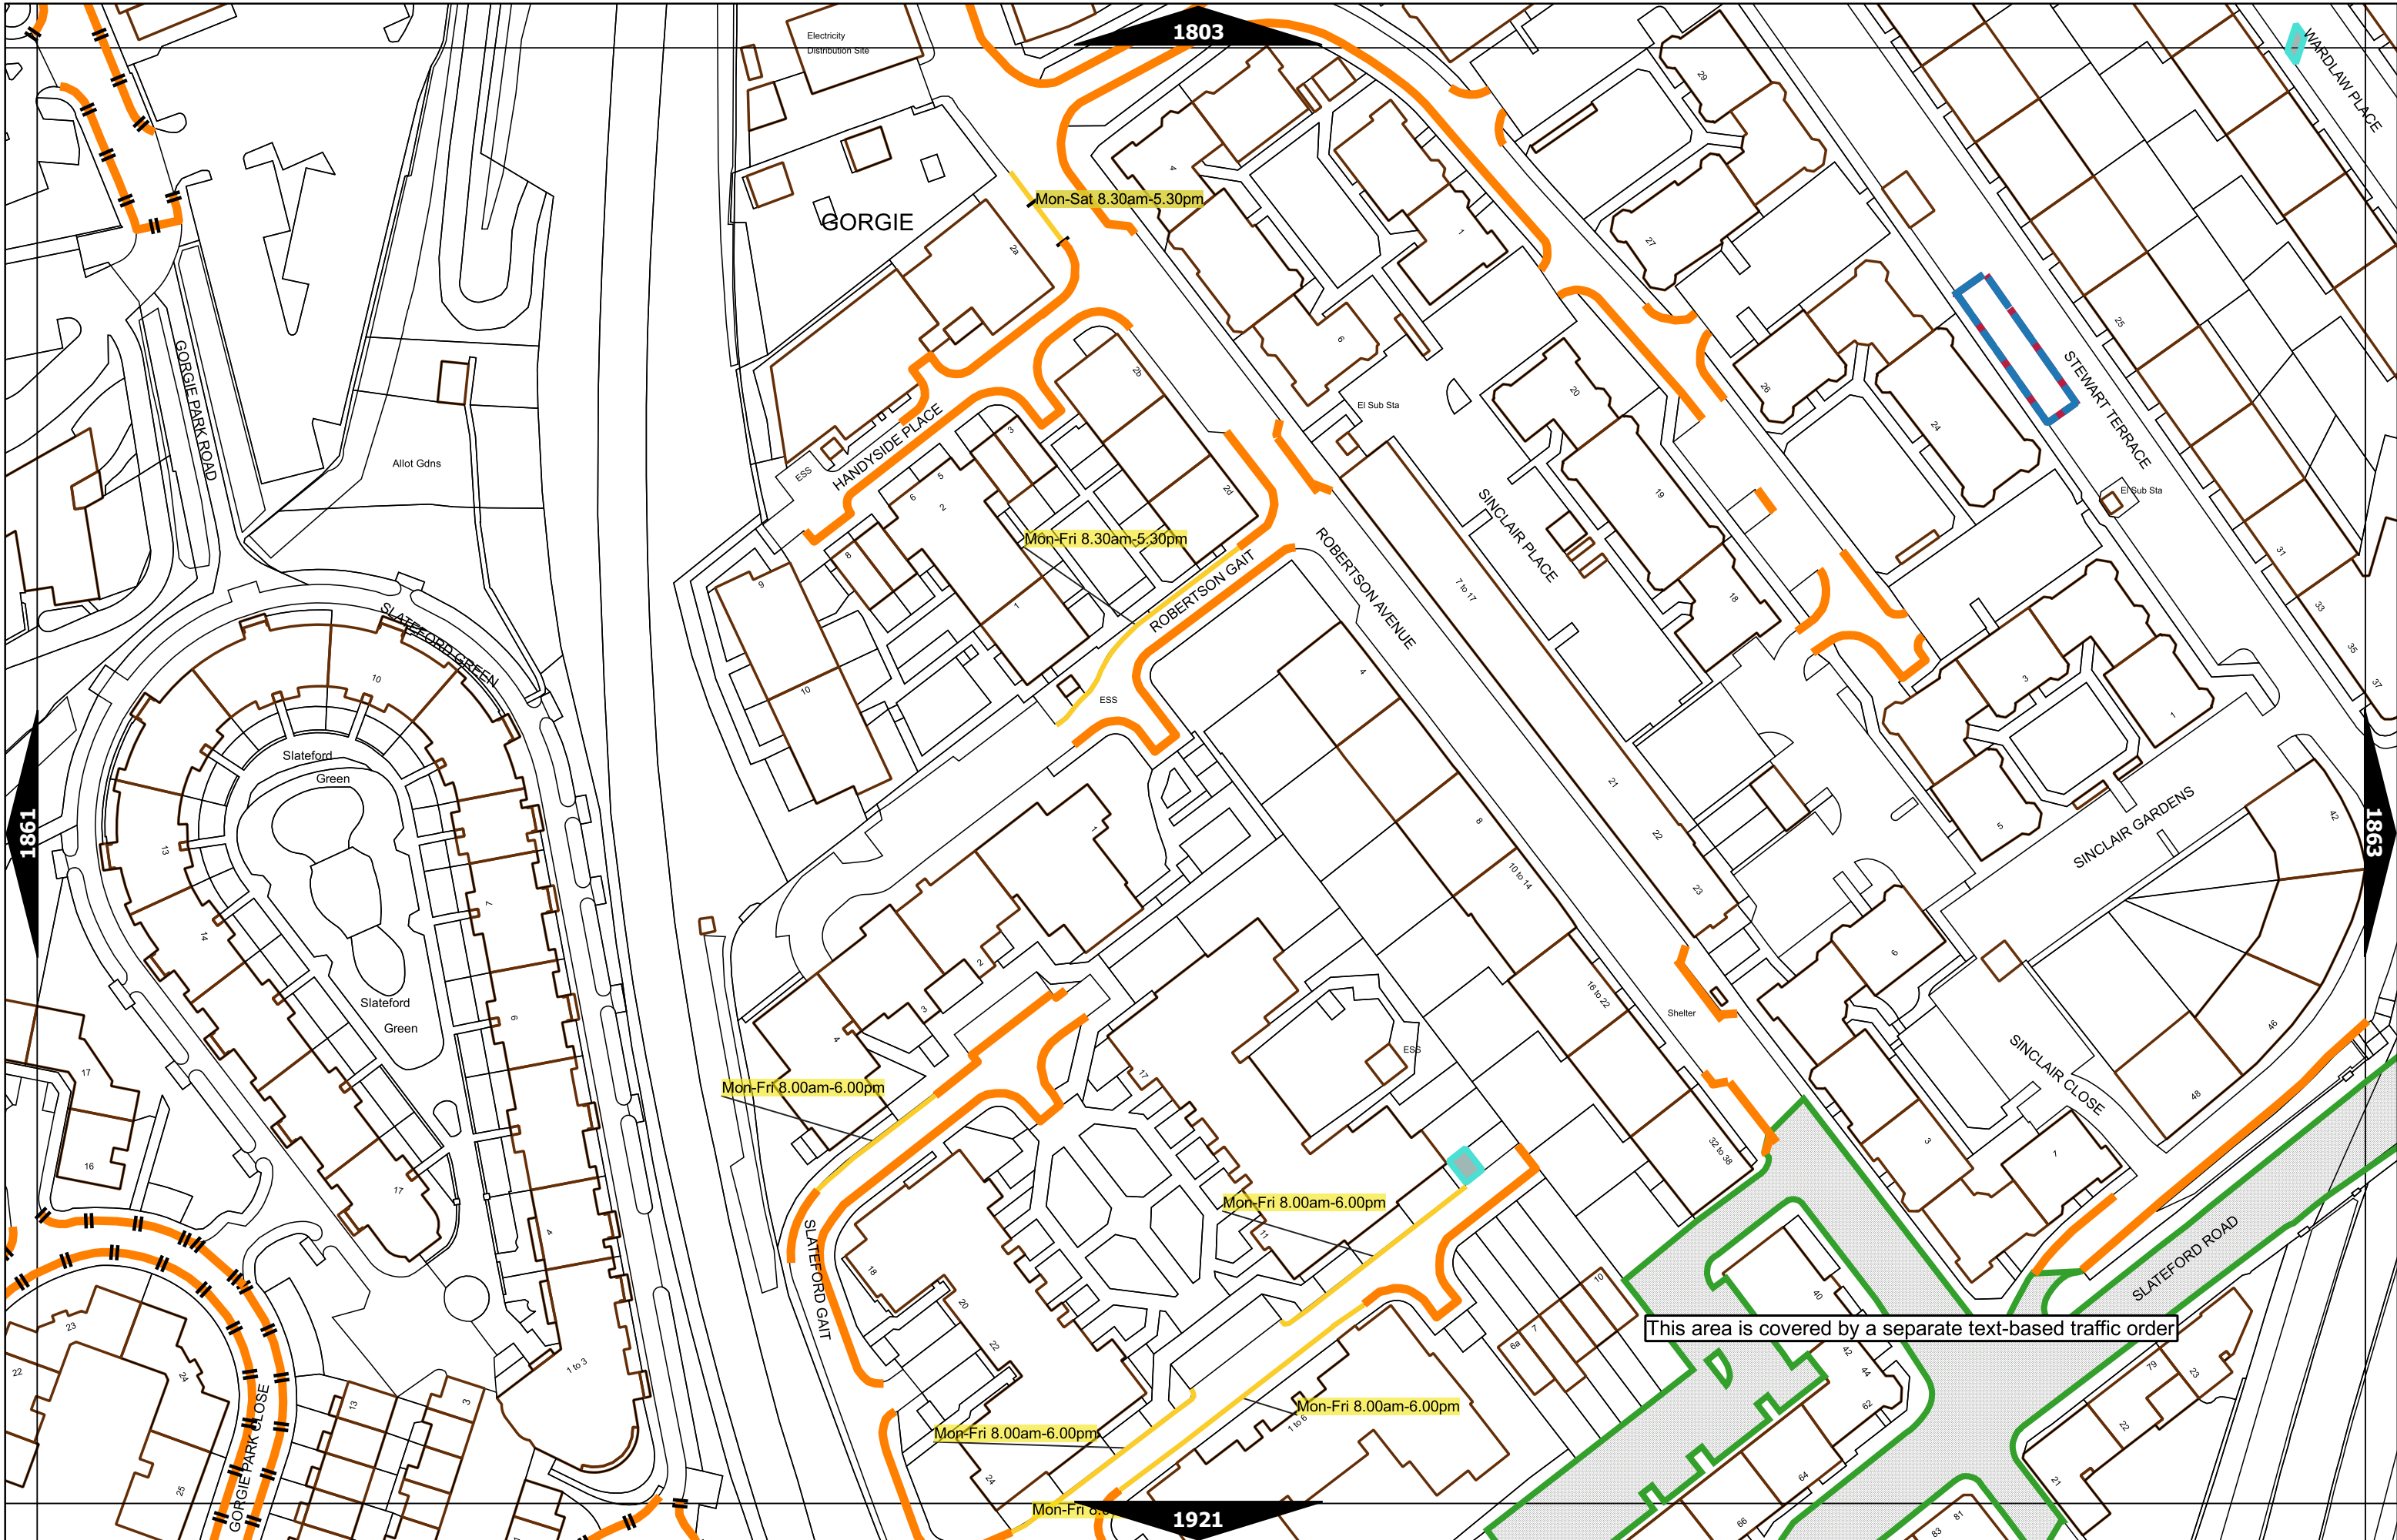 1803
Electricity
Distribution Site
WARDLAW PLACE
29
4
1
Mon-Sat 8.30am-5.30pm
GORGIE
2a
27
6
25
GORGIE PARK ROAD
STEWART TERRACE
2b
26
20
24
El Sub Sta
HANDYSIDE PLACE
3
Allot Gdns
ESS
6
5
2
2d
19
El Sub Sta
SINCLAIR PLACE
Mon-Fri 8.30am-5.30pm
8
9
1
ROBERTSON GAIT
ROBERTSON AVENUE
7 to 17
18
31
33
35
37
SLATEFORD GREEN
10
10
ESS
4
3
1
Slateford
Green
21
22
23
8
10 to 14
5
SINCLAIR GARDENS
42
1861
1863
13
14
7
1
2
3
4
6
Slateford
Green
6
16 to 22
Shelter
ESS
SINCLAIR CLOSE
46
48
17
16
17
17
Mon-Fri 8.00am-6.00pm
32 to 38
3
1
Mon-Fri 8.00am-6.00pm
4
11
SLATEFORD GAIT
18
20
22
SLATEFORD ROAD
10
7
6a
40
This area is covered by a separate text-based traffic order
42
44
62
23
22
24
25
1 to 3
13
3
GORGIE PARK CLOSE
Mon-Fri 8.00am-6.00pm
1 to 6
Mon-Fri 8.00am-6.00pm
24
79
23
22
21
64
66
81
83
Mon-Fri 8.
1921